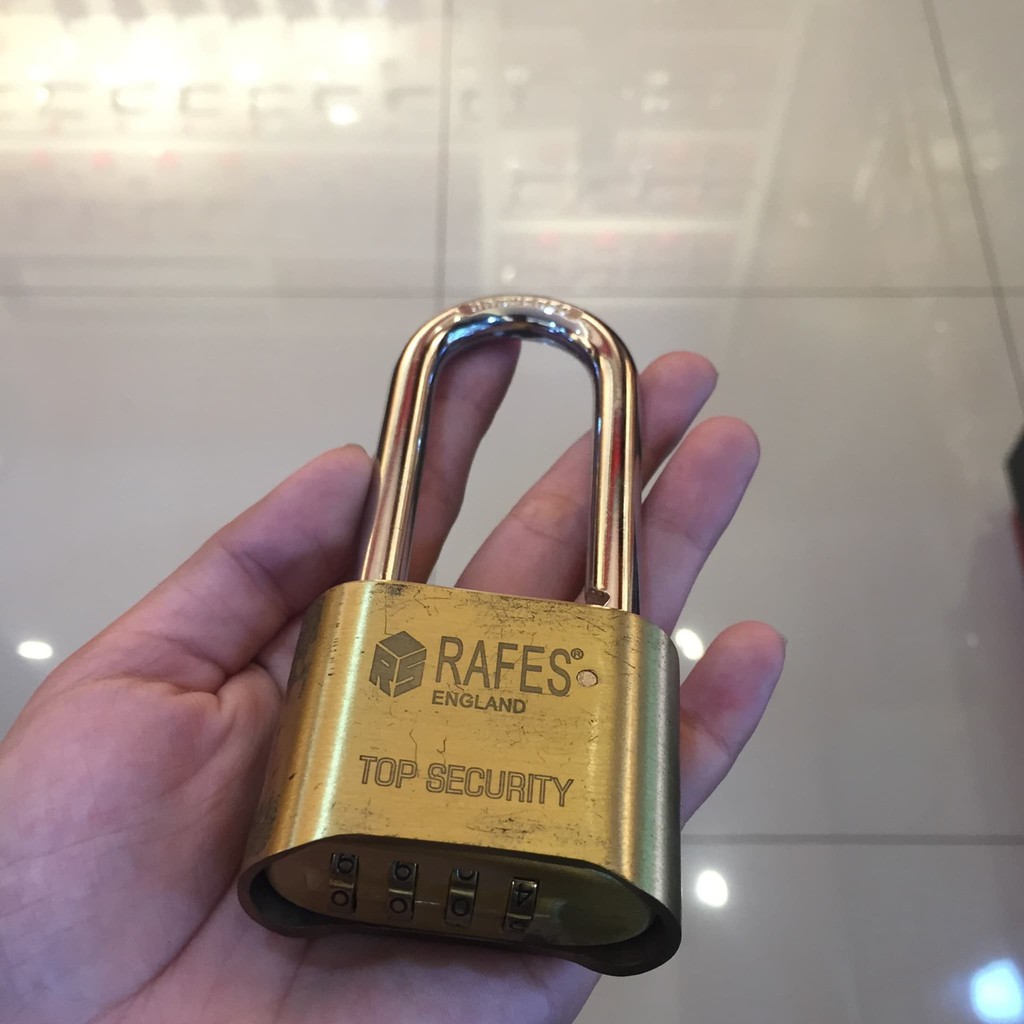 RS RAFES®
ENGLAND
TOP SECURITY